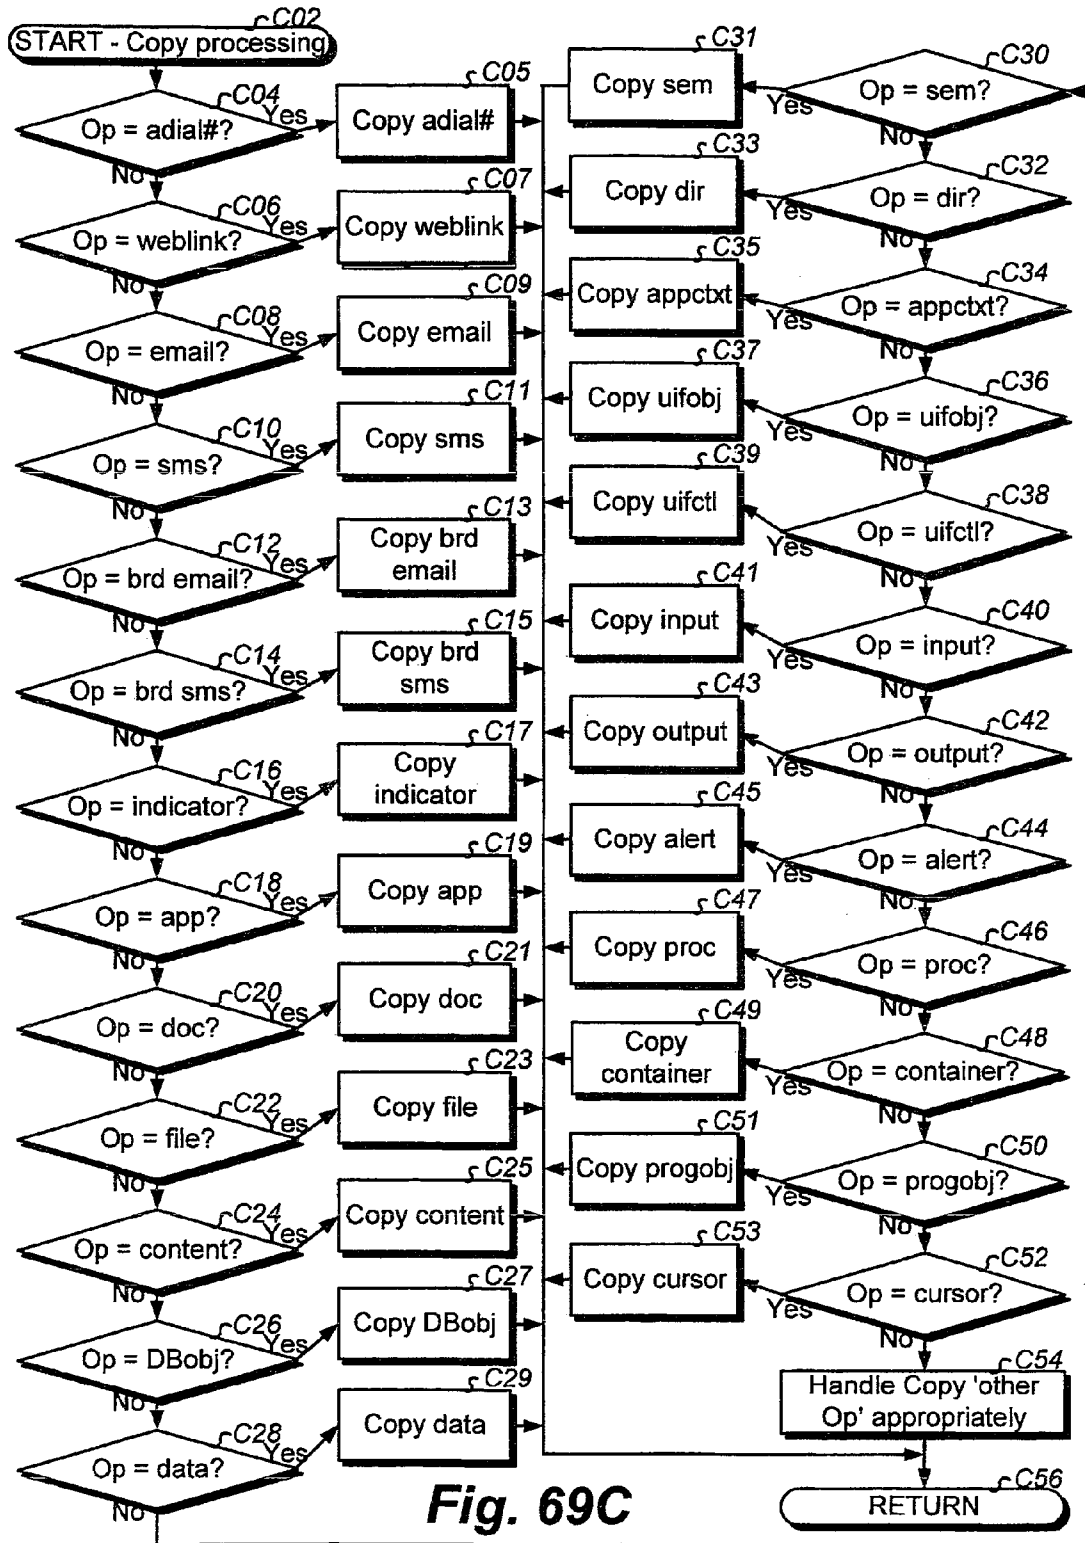 C02
START - Copy processing
C04
Op = adial#?
Yes
No
C05
Copy adial#
C06
Op = weblink?
Yes
No
C07
Copy weblink
C08
Op = email?
Yes
No
C09
Copy email
C10
Op = sms?
Yes
No
C11
Copy sms
C12
Op = brd email?
Yes
No
C13
Copy brd
email
C14
Op = brd sms?
Yes
No
C15
Copy brd
sms
C16
Op = indicator?
Yes
No
C17
Copy
indicator
C18
Op = app?
Yes
No
C19
Copy app
C20
Op = doc?
Yes
No
C21
Copy doc
C22
Op = file?
Yes
No
C23
Copy file
C24
Op = content?
Yes
No
C25
Copy content
C26
Op = DBobj?
Yes
No
C27
Copy DBobj
C28
Op = data?
Yes
No
C29
Copy data
C30
Op = sem?
Yes
No
C31
Copy sem
C32
Op = dir?
Yes
No
C33
Copy dir
C34
Op = appctxt?
Yes
No
C35
Copy appctxt
C36
Op = uifobj?
Yes
No
C37
Copy uifobj
C38
Op = uifctl?
Yes
No
C39
Copy uifctl
C40
Op = input?
Yes
No
C41
Copy input
C42
Op = output?
Yes
No
C43
Copy output
C44
Op = alert?
Yes
No
C45
Copy alert
C46
Op = proc?
Yes
No
C47
Copy proc
C48
Op = container?
Yes
No
C49
Copy
container
C50
Op = progobj?
Yes
No
C51
Copy progobj
C52
Op = cursor?
Yes
No
C53
Copy cursor
C54
Handle Copy 'other
Op' appropriately
C56
RETURN
Fig. 69C